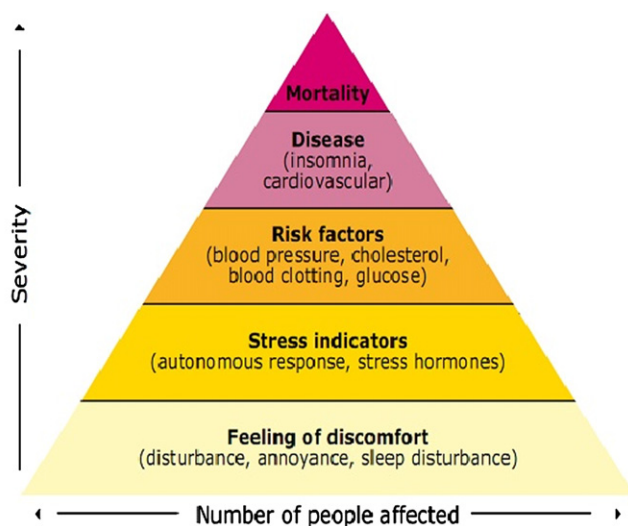 Mortality
Disease
(insomnia,
cardiovascular)
Risk factors
(blood pressure, cholesterol,
blood clotting, glucose)
Stress indicators
(autonomous response, stress hormones)
Feeling of discomfort
(disturbance, annoyance, sleep disturbance)
Severity
Number of people affected